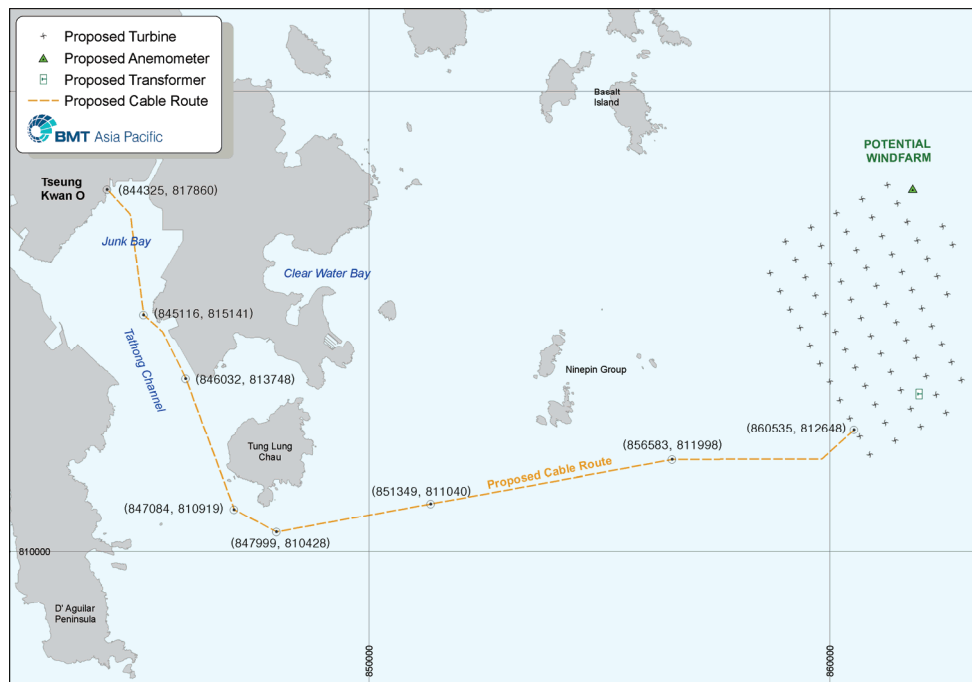 Proposed Turbine
Proposed Anemometer
Proposed Transformer
Proposed Cable Route
BMT Asia Pacific
Basalt
Island
POTENTIAL
WINDFARM
Tseung
Kwan O
(844325, 817860)
Junk Bay
Clear Water Bay
(845116, 815141)
Tathong Channel
(846032, 813748)
Ninepin Group
Tung Lung
Chau
(860535, 812648)
(856583, 811998)
Proposed Cable Route
(851349, 811040)
(847084, 810919)
(847999, 810428)
810000
D' Aguilar
Peninsula
850000
860000